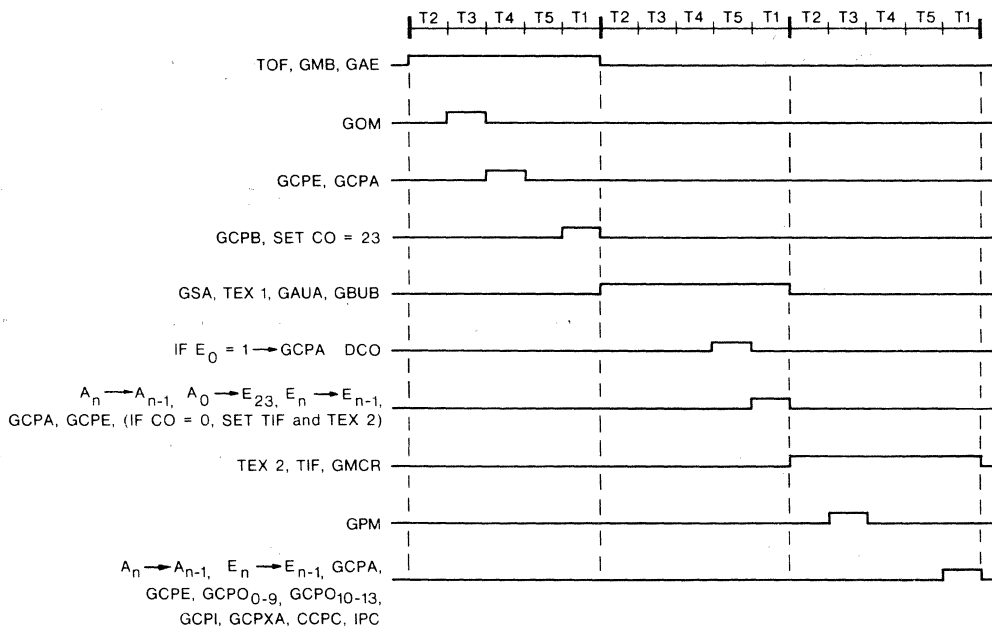 T2 T3 T4 T5 T1 T2 T3 T4 T5 T1 T2 T3 T4 T5 T1
TOF, GMB, GAE
GOM
GCPE, GCPA
GCPB, SET CO = 23
GSA, TEX 1, GAUA, GBUB
IF E0 = 1→GCPA DCO
An→An-1, A0→E23, En→En-1,
GCPA, GCPE, (IF CO = 0, SET TIF and TEX 2)
TEX 2, TIF, GMCR
GPM
An→An-1, En→En-1, GCPA,
GCPE, GCPO0-9, GCPO10-13,
GCPI, GCPXA, CCPC, IPC